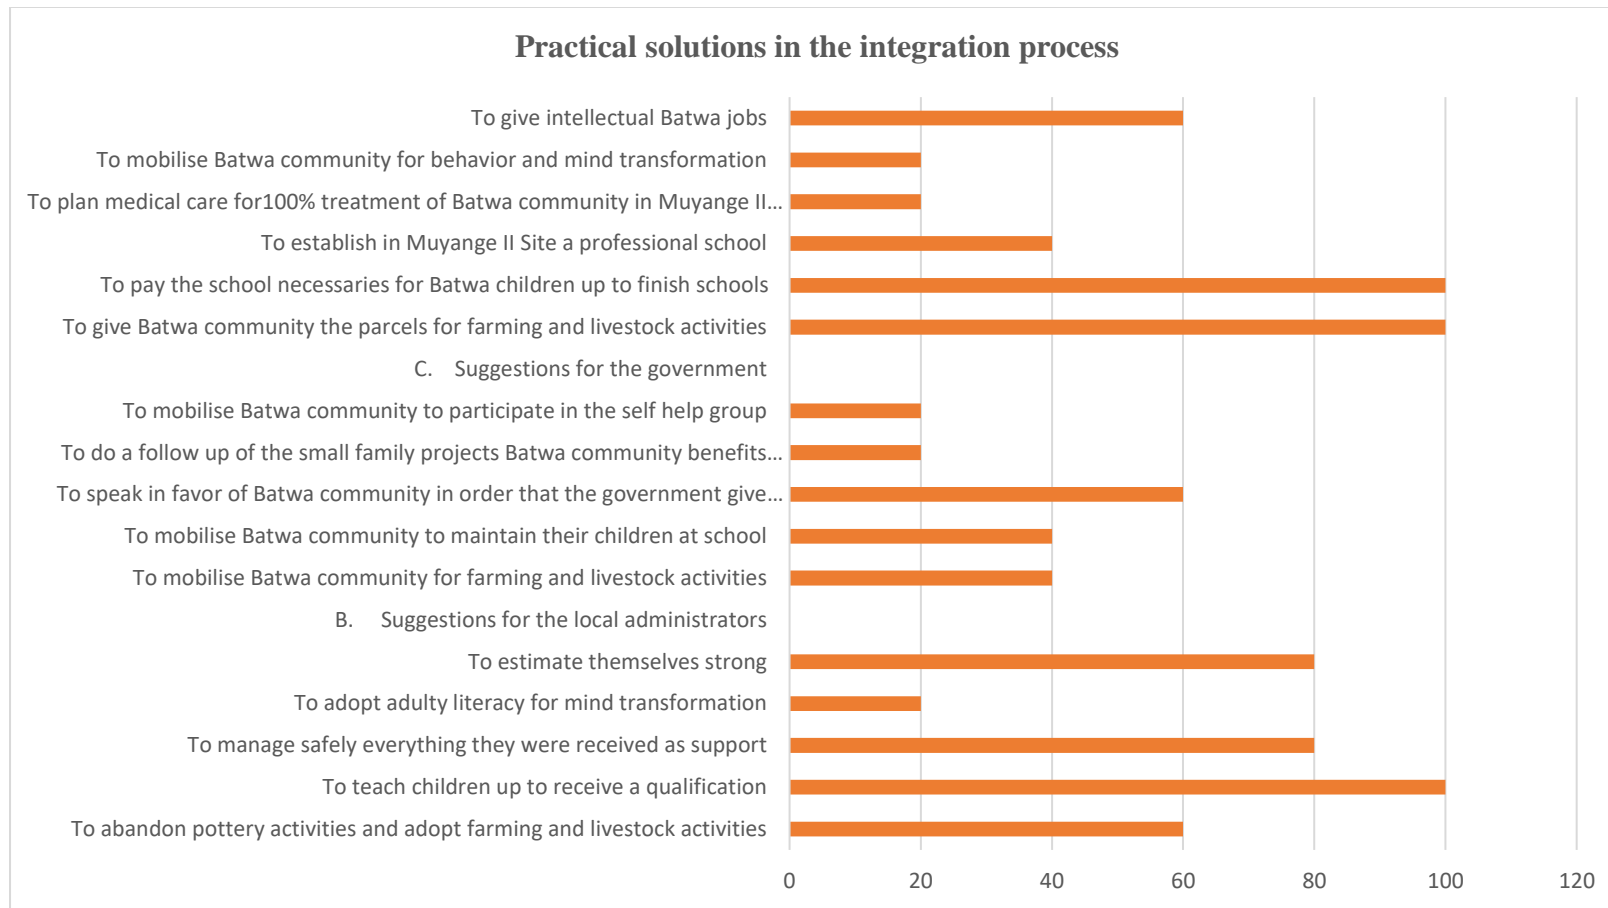 Practical solutions in the integration process
To give intellectual Batwa jobs
To mobilise Batwa community for behavior and mind transformation
To plan medical care for100% treatment of Batwa community in Muyange II...
To establish in Muyange II Site a professional school
To pay the school necessaries for Batwa children up to finish schools
To give Batwa community the parcels for farming and livestock activities
C. Suggestions for the government
To mobilise Batwa community to participate in the self help group
To do a follow up of the small family projects Batwa community benefits...
To speak in favor of Batwa community in order that the government give...
To mobilise Batwa community to maintain their children at school
To mobilise Batwa community for farming and livestock activities
B. Suggestions for the local administrators
To estimate themselves strong
To adopt adulty literacy for mind transformation
To manage safely everything they were received as support
To teach children up to receive a qualification
To abandon pottery activities and adopt farming and livestock activities
0 20 40 60 80 100 120